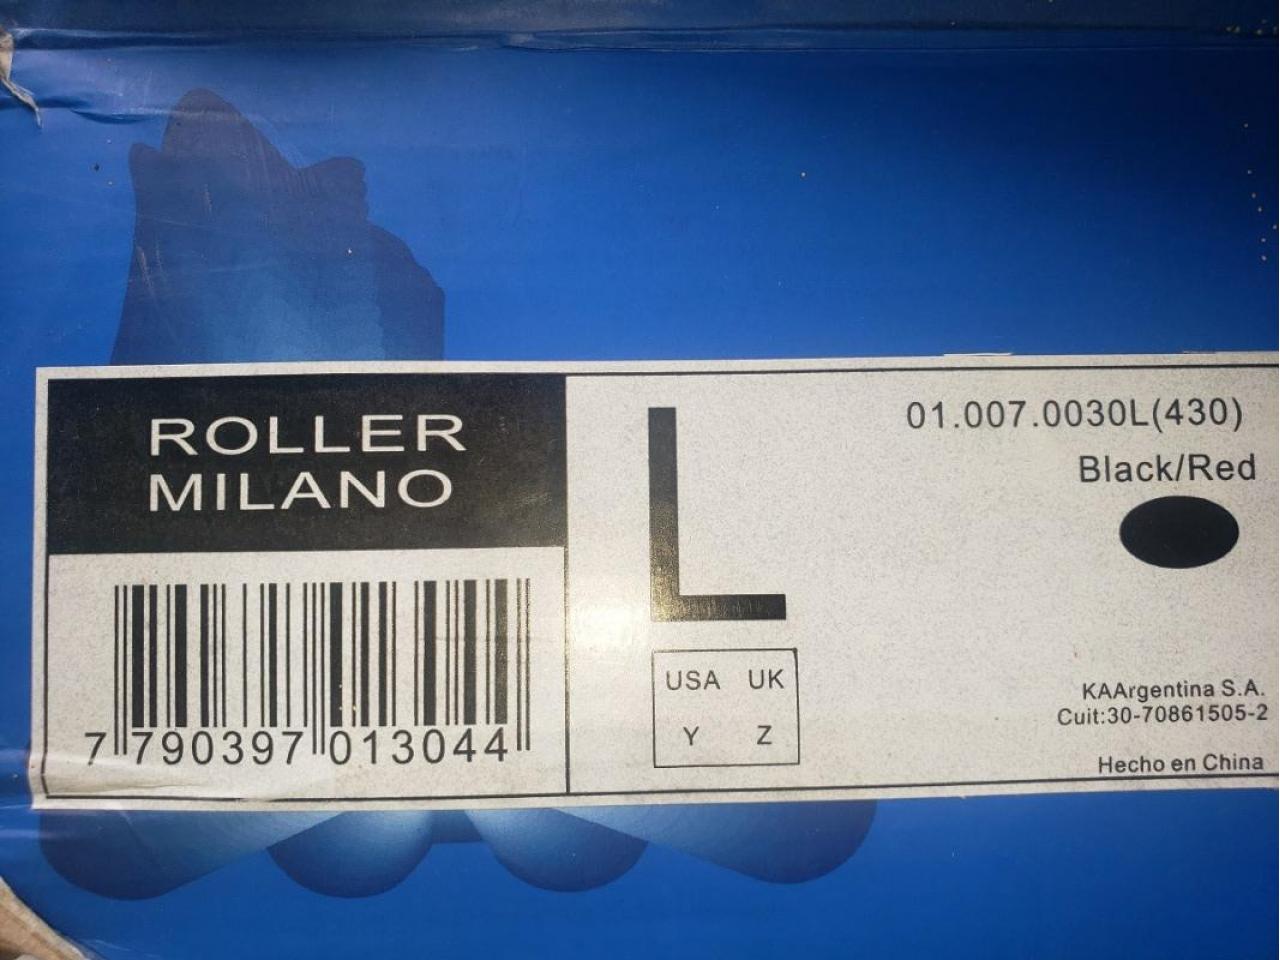 ROLLER
MILANO
7 790397 013044
L
USA UK
Y Z
01.007.0030L(430)
Black/Red
KAArgentina S.A.
Cuit:30-70861505-2
Hecho en China